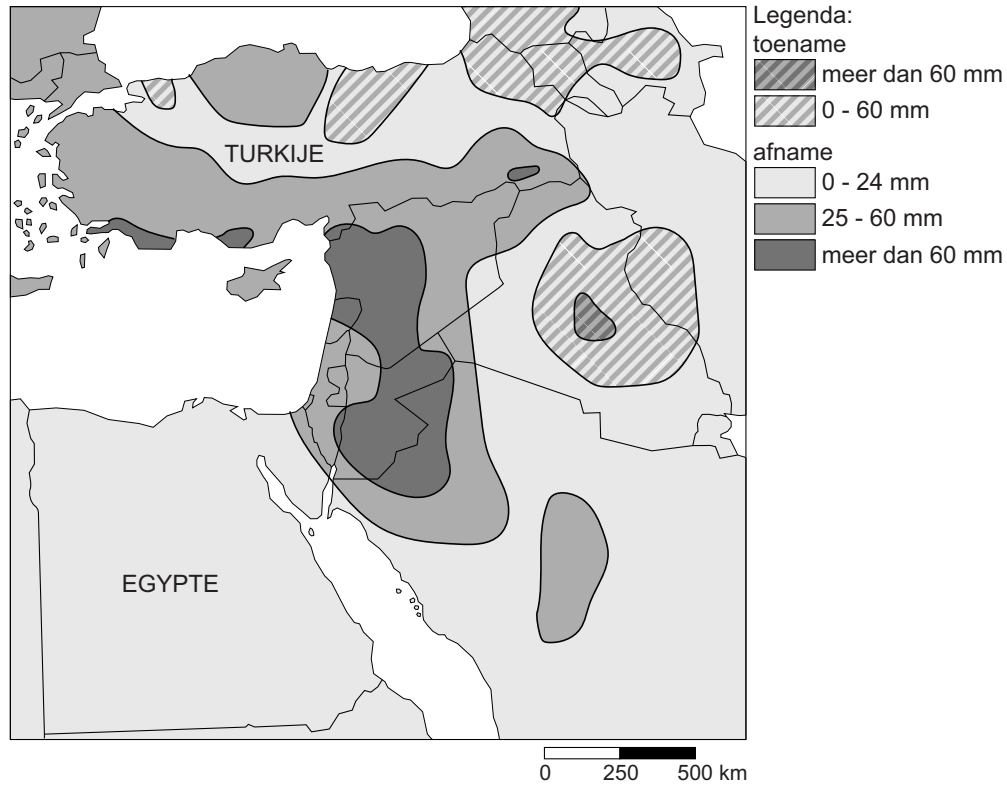 Legenda:
toename
meer dan 60 mm
0 - 60 mm
afname
0 - 24 mm
25 - 60 mm
meer dan 60 mm
TURKIJE
EGYPTE
0 250 500 km